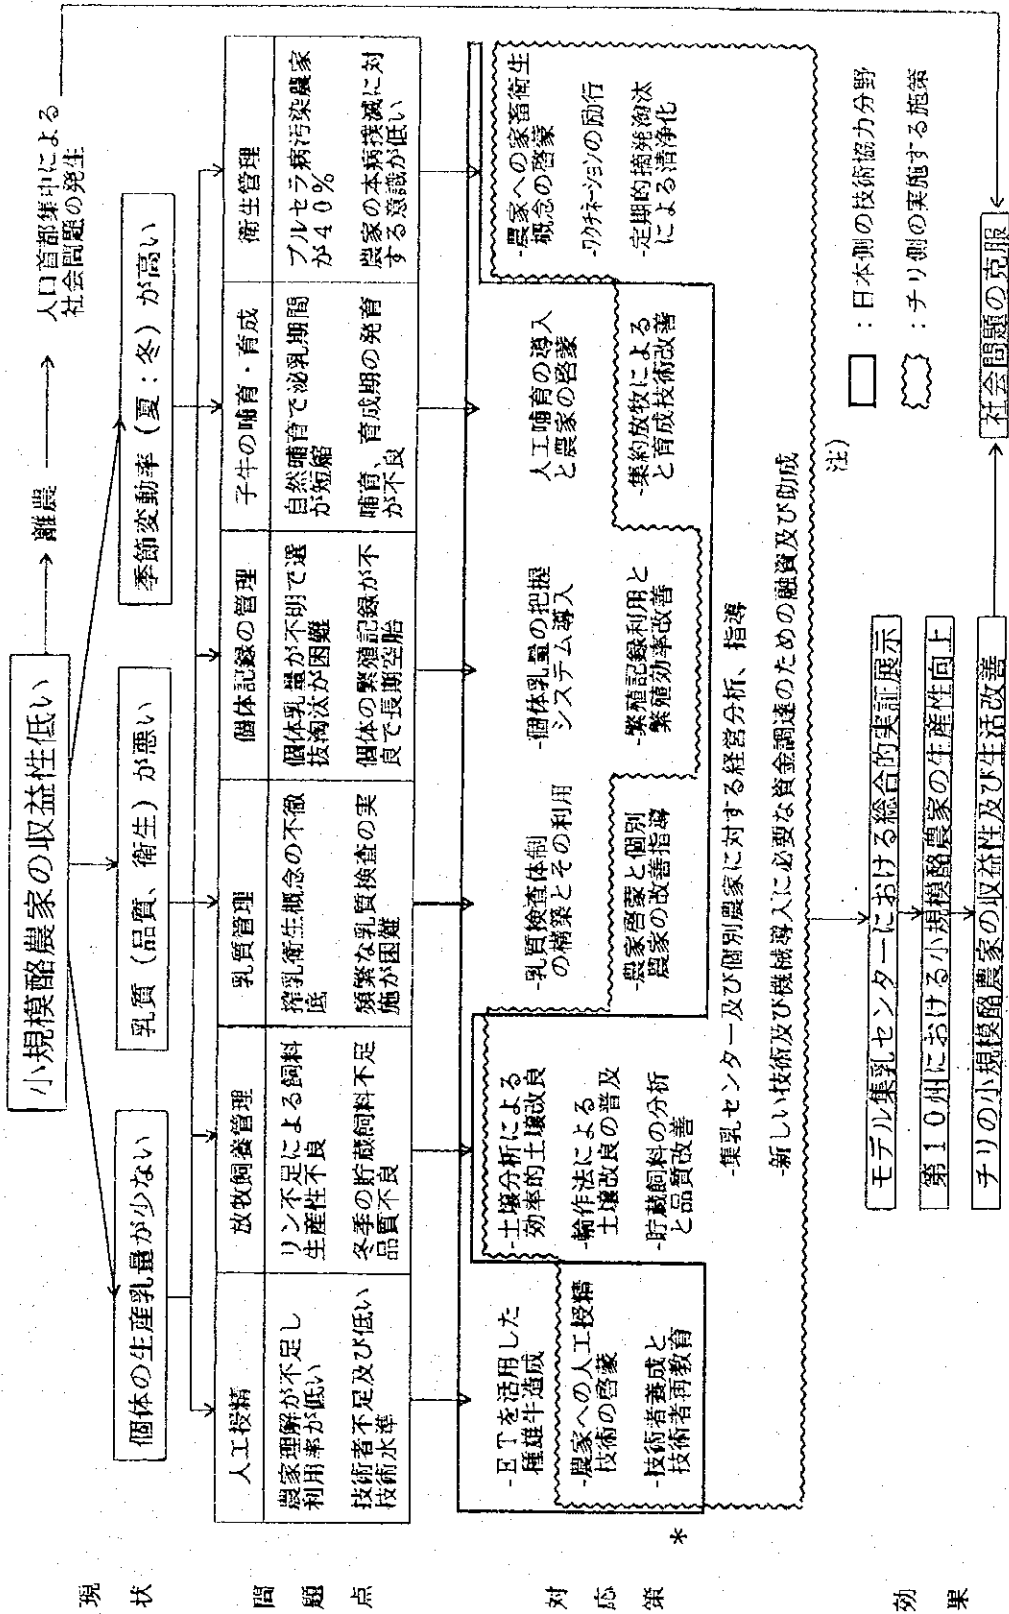 現状
小規模酪農家の収益性低い
離農
人口首都集中による
社会問題の発生
個体の生産乳量が少ない
乳質（品質、衛生）が悪い
季節変動率（夏：冬）が高い
問題点
人工授精
農家理解が不足し
利用率が低い
技術者不足及び低い
技術水準
放牧飼養管理
リン不足による飼料
生産性不良
冬季の貯蔵飼料不足
品質不良
乳質管理
搾乳衛生概念の不徹
底
頻繁な乳質検査の実
施が困難
個体記録の管理
個体乳量が不明で選
抜淘汰が困難
個体の繁殖記録が不
良で長期空胎
子牛の哺育・育成
自然哺育で泌乳期間
が短縮
哺育、育成期の発育
が不良
衛生管理
ブルセラ病汚染農家
が４０％
農家の本病撲滅に対
する意識が低い
対応策
*
-ＥＴを活用した
種雄牛造成
-農家への人工授精
技術の啓蒙
-技術者養成と
技術者再教育
-土壌分析による
効率的土壌改良
-輪作法による
土壌改良の普及
-貯蔵飼料の分析
と品質改善
-乳質検査体制
の構築とその利用
-農家啓蒙と個別
農家の改善指導
-個体乳量の把握
システム導入
-繁殖記録利用と
繁殖効率改善
人工哺育の導入
と農家の啓蒙
-集約放牧による
と育成技術改善
-農家への家畜衛生
概念の啓蒙
-ワクチネーションの励行
-定期的摘発淘汰
による清浄化
-集乳センター及び個別農家に対する経営分析、指導
-新しい技術及び機械導入に必要な資金調達のための融資及び助成
注）
：日本側の技術協力分野
：チリ側の実施する施策
効果
モデル集乳センターにおける総合的実証展示
第１０州における小規模酪農家の生産性向上
チリの小規模酪農家の収益性及び生活改善
社会問題の克服